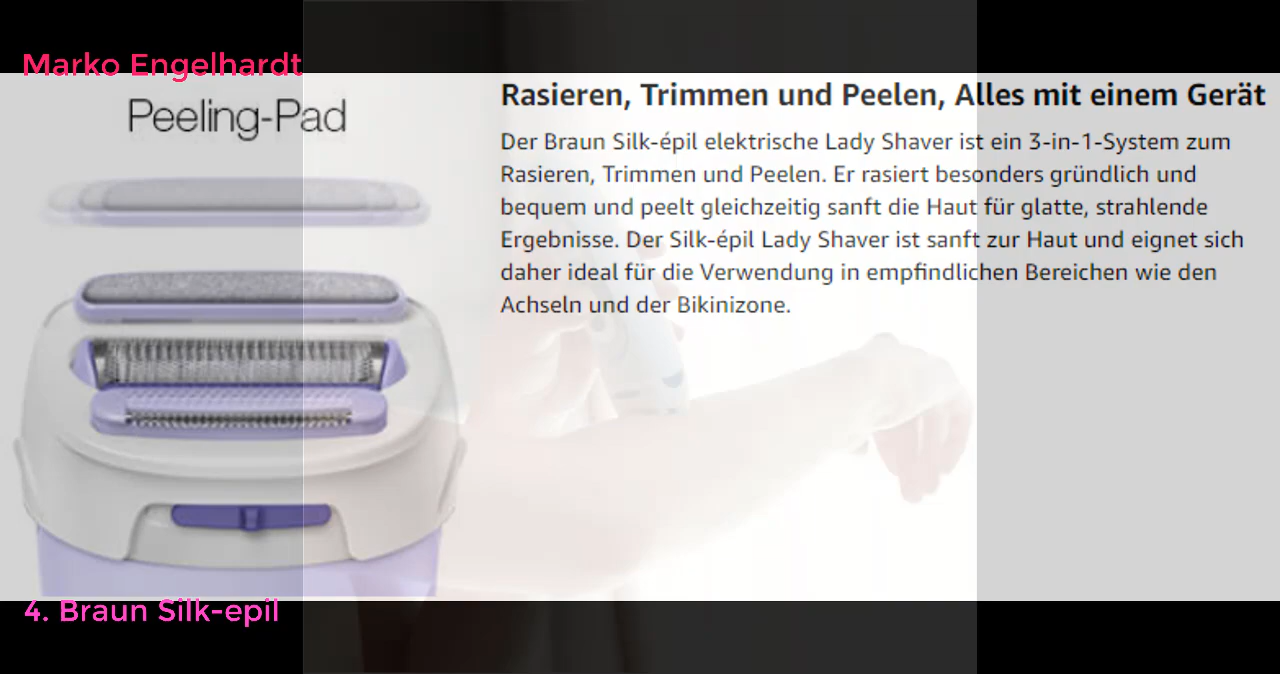 Marko Engelhardt
Peeling-Pad
Rasieren, Trimmen und Peelen, Alles mit einem Gerät
Der Braun Silk-épil elektrische Lady Shaver ist ein 3-in-1-System zum
Rasieren, Trimmen und Peelen. Er rasiert besonders gründlich und
bequem und peelt gleichzeitig sanft die Haut für glatte, strahlende
Ergebnisse. Der Silk-épil Lady Shaver ist sanft zur Haut und eignet sich
daher ideal für die Verwendung in empfindlichen Bereichen wie den
Achseln und der Bikinizone.
4. Braun Silk-epil